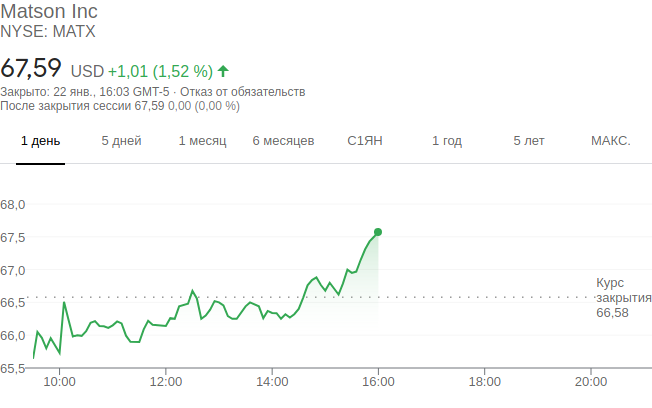 Matson Inc
NYSE: MATX
67,59 USD +1,01 (1,52 %)
Закрыто: 22 янв., 16:03 GMT-5 · Отказ от обязательств
После закрытия сессии 67,59 0,00 (0,00 %)
1 день 5 дней 1 месяц 6 месяцев С1ЯН 1 год 5 лет МАКС.
68,0
67,5
67,0
66,5
66,0
65,5
Курс
закрытия
66,58
10:00 12:00 14:00 16:00 18:00 20:00